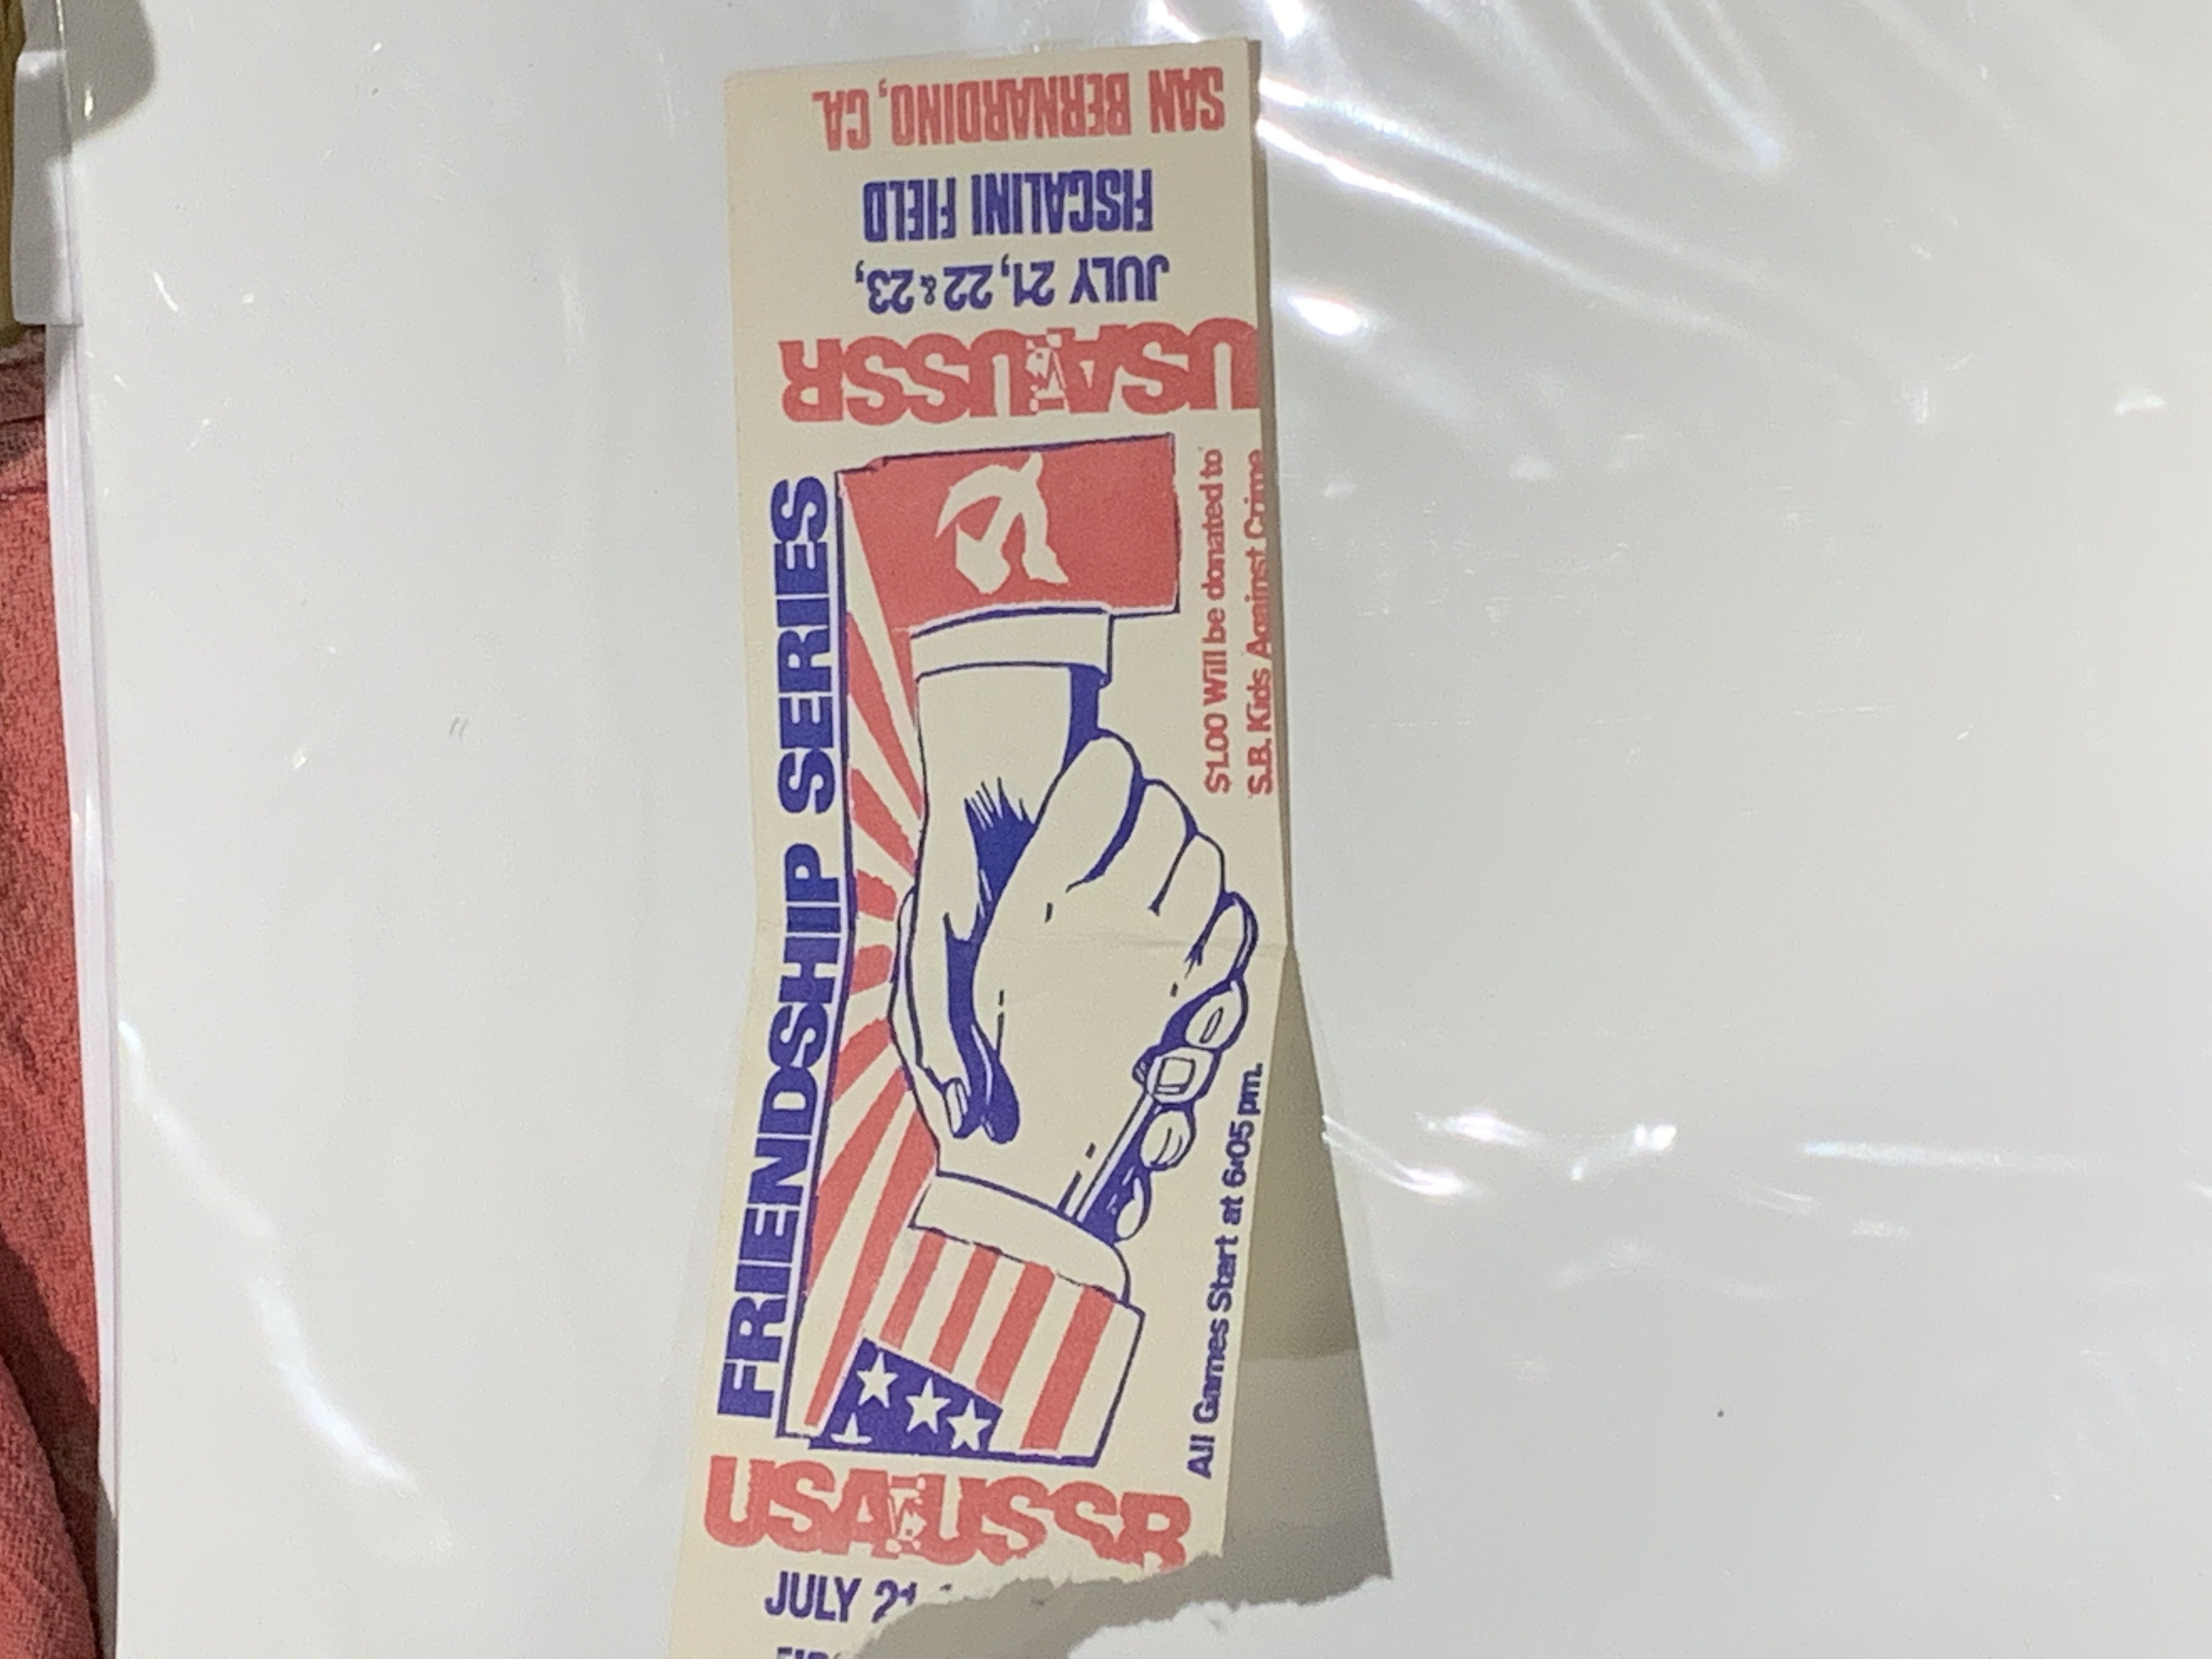 SAN BERNARDINO, CA.
FISCALINI FIELD
JULY 21, 22 & 23,
USA VS USSR
FRIENDSHIP SERIES
$1.00 Will be donated to
S.B. Kids Against Crime
All Games Start at 6:05 pm.
USA VS USSR
JULY 21